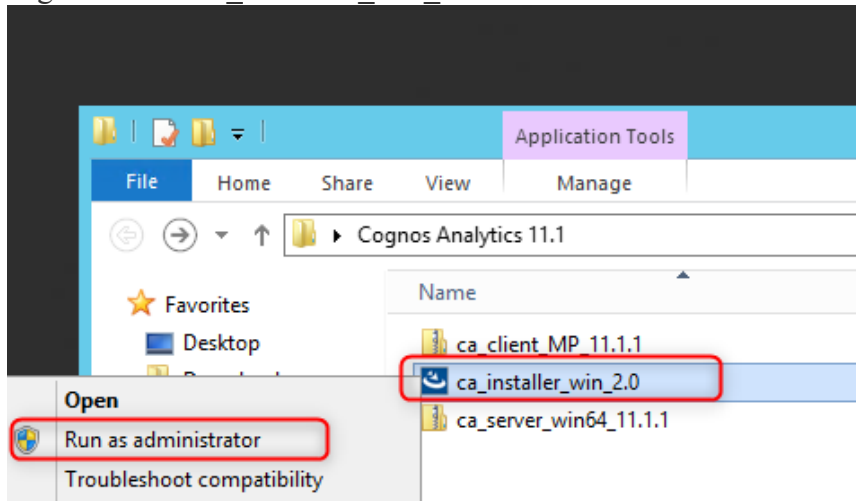 Application Tools
File Home Share View Manage
Cognos Analytics 11.1
Name
Favorites
Desktop
ca_client_MP_11.1.1
ca_installer_win_2.0
ca_server_win64_11.1.1
Open
Run as administrator
Troubleshoot compatibility